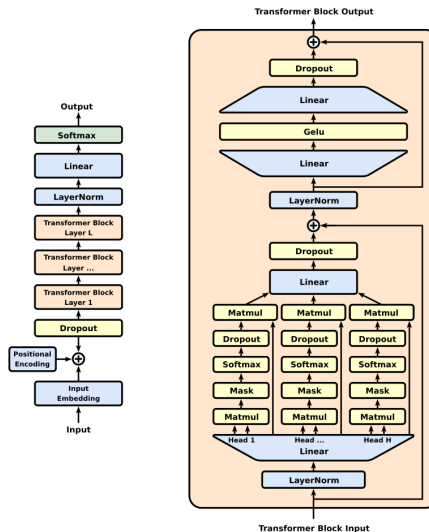 Output
Softmax
Linear
LayerNorm
Transformer Block
Layer L
Transformer Block
Layer ...
Transformer Block
Layer 1
Dropout
Positional
Encoding
Input
Embedding
Input
Transformer Block Output
Dropout
Linear
Gelu
Linear
LayerNorm
Dropout
Linear
Matmul Matmul Matmul
Dropout Dropout Dropout
Softmax Softmax Softmax
Mask Mask Mask
Matmul Matmul Matmul
Head 1 Head ... Head H
Linear
LayerNorm
Transformer Block Input